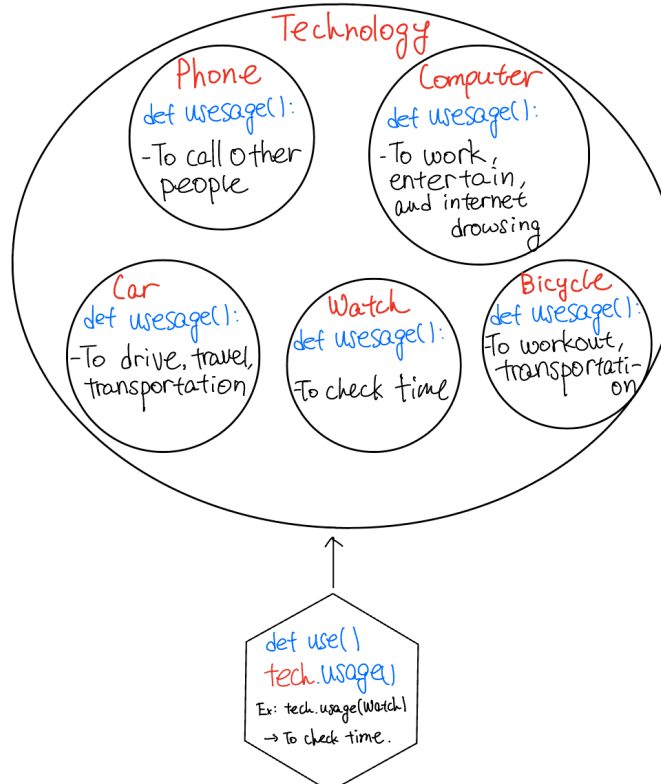 Technology
Phone
def usesage():
-To call other
people
Computer
def usesage():
-To work,
entertain,
and internet
drowsing
Car
def usesage():
-To drive, travel,
transportation
Watch
def usesage():
-To check time
Bicycle
def usesage():
-To workout,
transportati-
on
def use()
tech.usage()
Ex: tech.usage(Watch)
→ To check time.